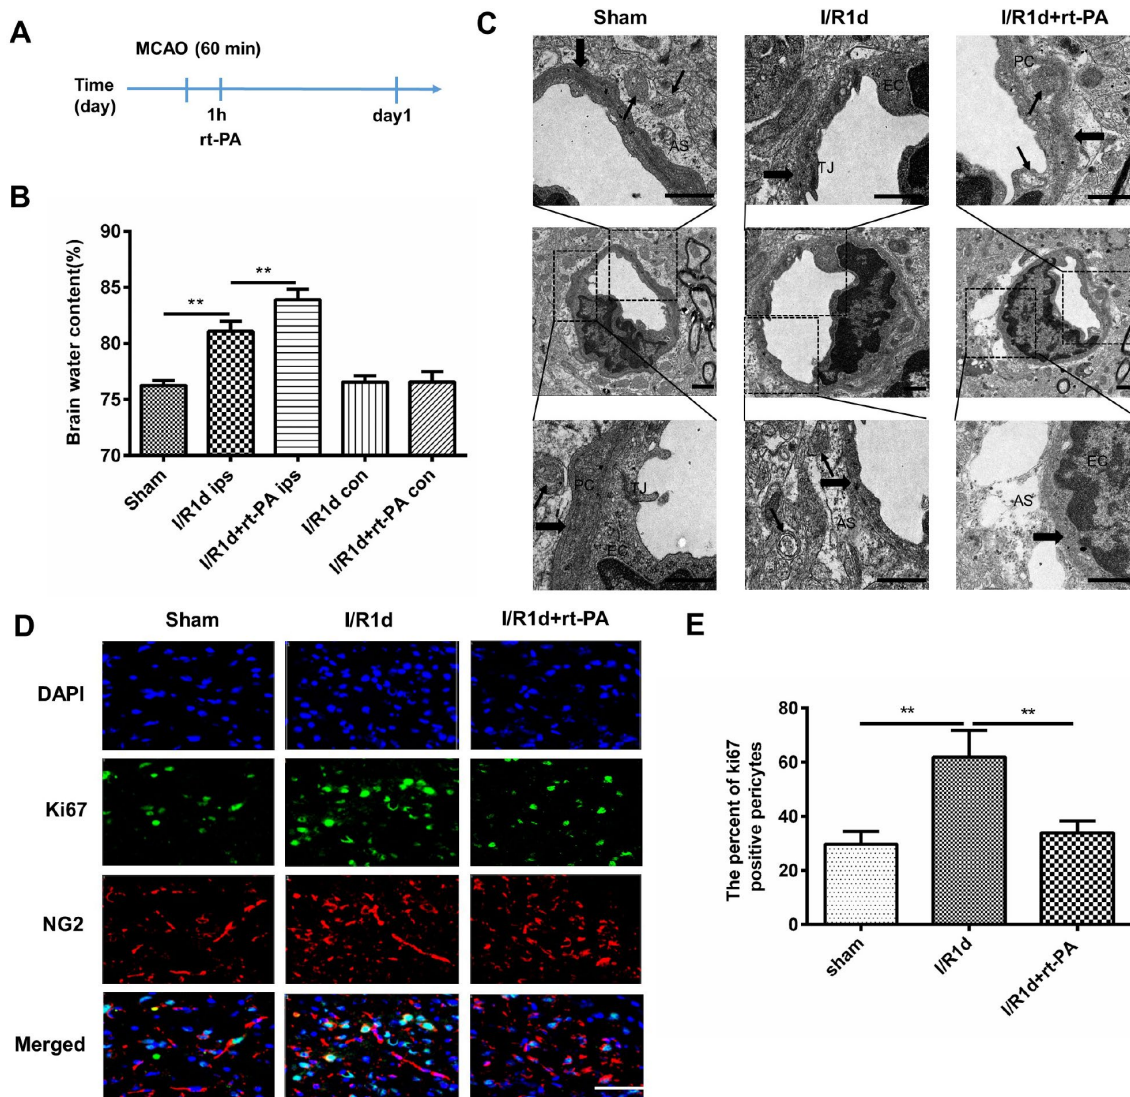 A
MCAO (60 min)
Time
(day)
1h
day1
rt-PA
B
Brain water content(%)
90
85
80
75
70
**
**
Sham
I/R1d ips
I/R1d+rt-PA ips
I/R1d con
I/R1d+rt-PA con
C
Sham
I/R1d
I/R1d+rt-PA
AS
EC
TJ
PC
PC
TJ
EC
AS
AS
EC
D
Sham
I/R1d
I/R1d+rt-PA
DAPI
Ki67
NG2
Merged
E
The percent of ki67
positive pericytes
80
60
40
20
0
**
**
sham
I/R1d
I/R1d+rt-PA